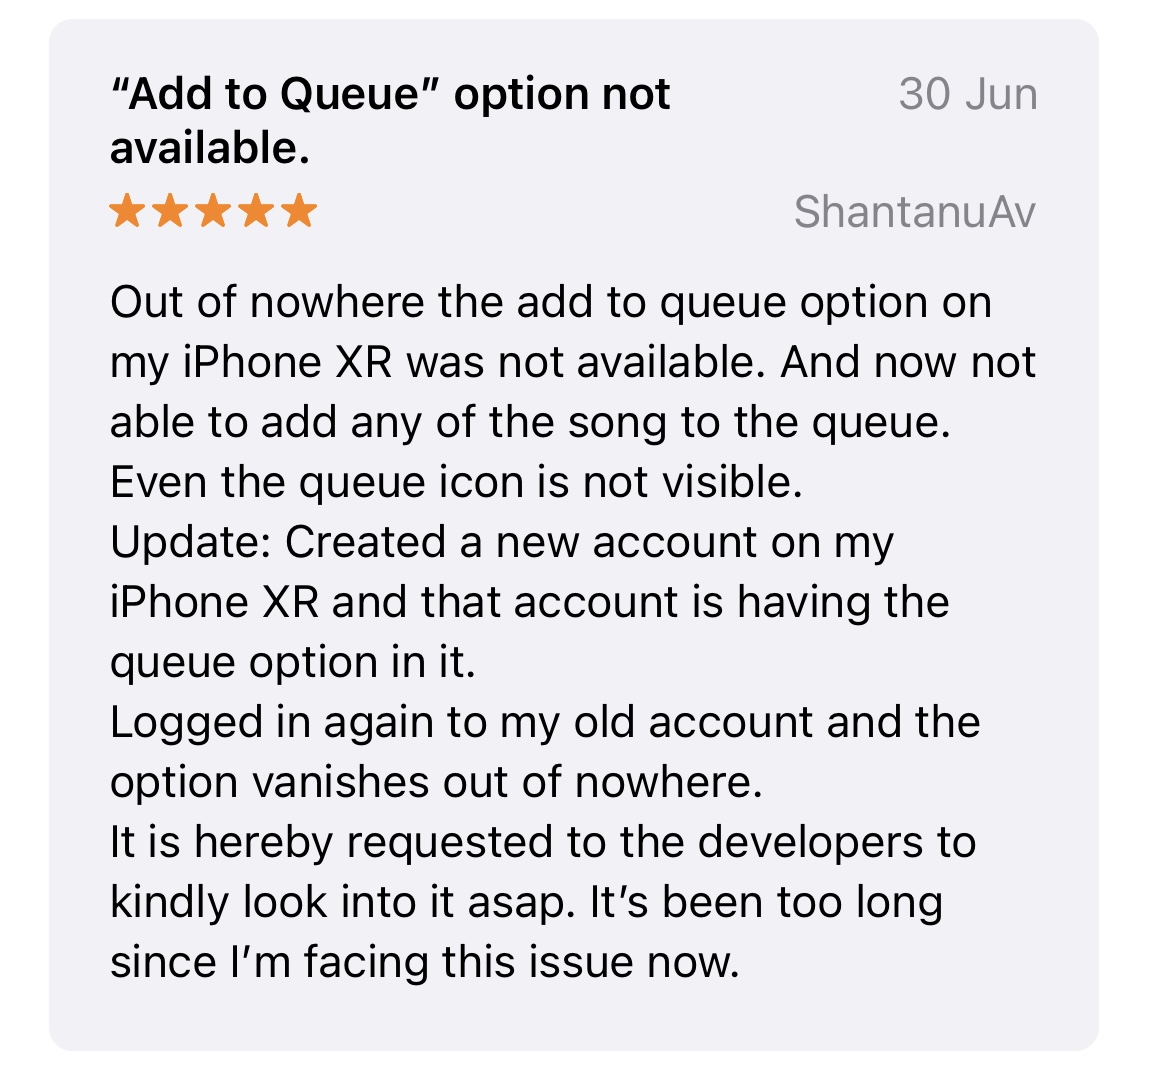 “Add to Queue” option not
available.
30 Jun
ShantanuAv
Out of nowhere the add to queue option on
my iPhone XR was not available. And now not
able to add any of the song to the queue.
Even the queue icon is not visible.
Update: Created a new account on my
iPhone XR and that account is having the
queue option in it.
Logged in again to my old account and the
option vanishes out of nowhere.
It is hereby requested to the developers to
kindly look into it asap. It’s been too long
since I’m facing this issue now.